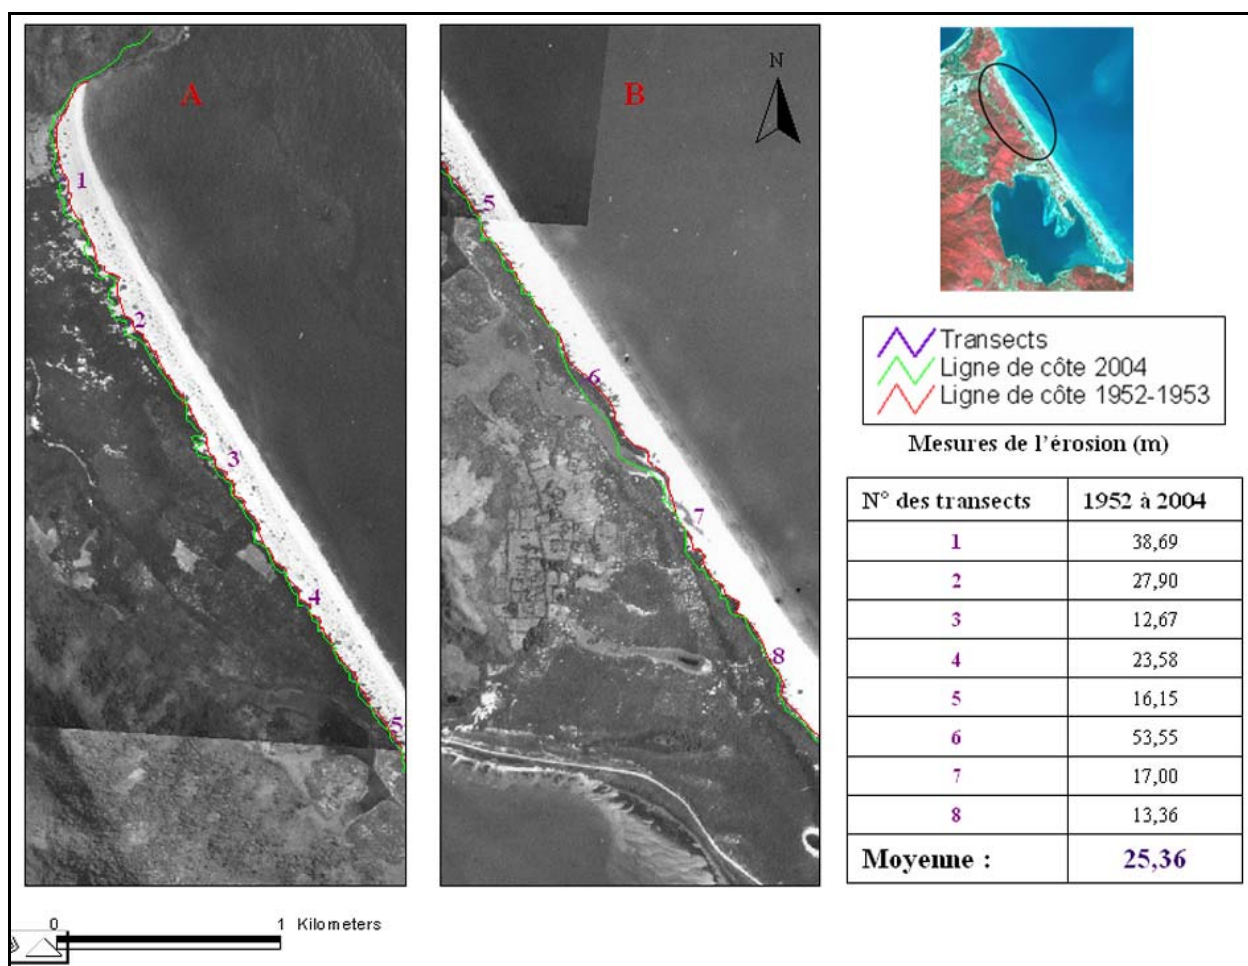 A
1
2
3
4
5
B
N
5
6
7
8
Transects
Ligne de côte 2004
Ligne de côte 1952-1953
Mesures de l'érosion (m)
N° des transects 1952 à 2004
1 38,69
2 27,90
3 12,67
4 23,58
5 16,15
6 53,55
7 17,00
8 13,36
Moyenne : 25,36
0 1 Kilometers